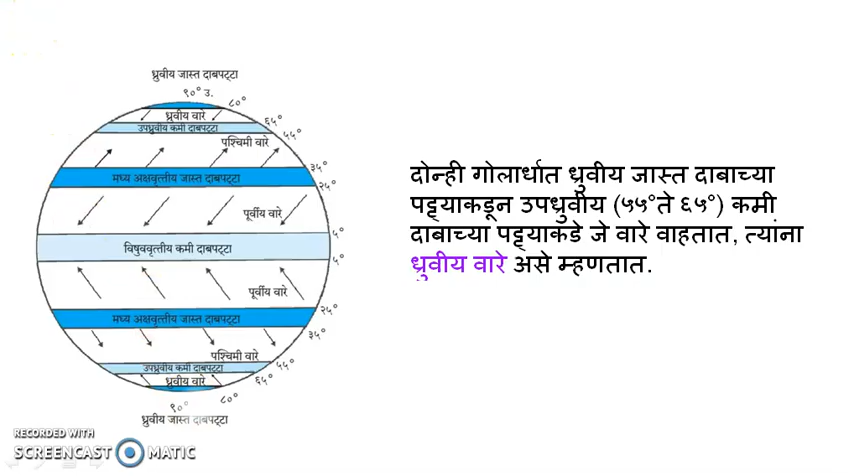 ध्रुवीय जास्त दाबपट्टा
९०° उ.
८०°
ध्रुवीय वारे
६५°
उपध्रुवीय कमी दाबपट्टा
५५°
पश्चिमी वारे
३५°
मध्य अक्षवृत्तीय जास्त दाबपट्टा
२५°
पूर्वीय वारे
५°
विषुववृत्तीय कमी दाबपट्टा
५°
पूर्वीय वारे
२५°
मध्य अक्षवृत्तीय जास्त दाबपट्टा
३५°
पश्चिमी वारे
५५°
उपध्रुवीय कमी दाबपट्टा
६५°
ध्रुवीय वारे
८०°
९०°
ध्रुवीय जास्त दाबपट्टा
दोन्ही गोलार्धात ध्रुवीय जास्त दाबाच्या
पट्ट्याकडून उपध्रुवीय (५५°ते ६५°) कमी
दाबाच्या पट्ट्याकडे जे वारे वाहतात, त्यांना
ध्रुवीय वारे असे म्हणतात.
RECORDED WITH
SCREENCAST MATIC